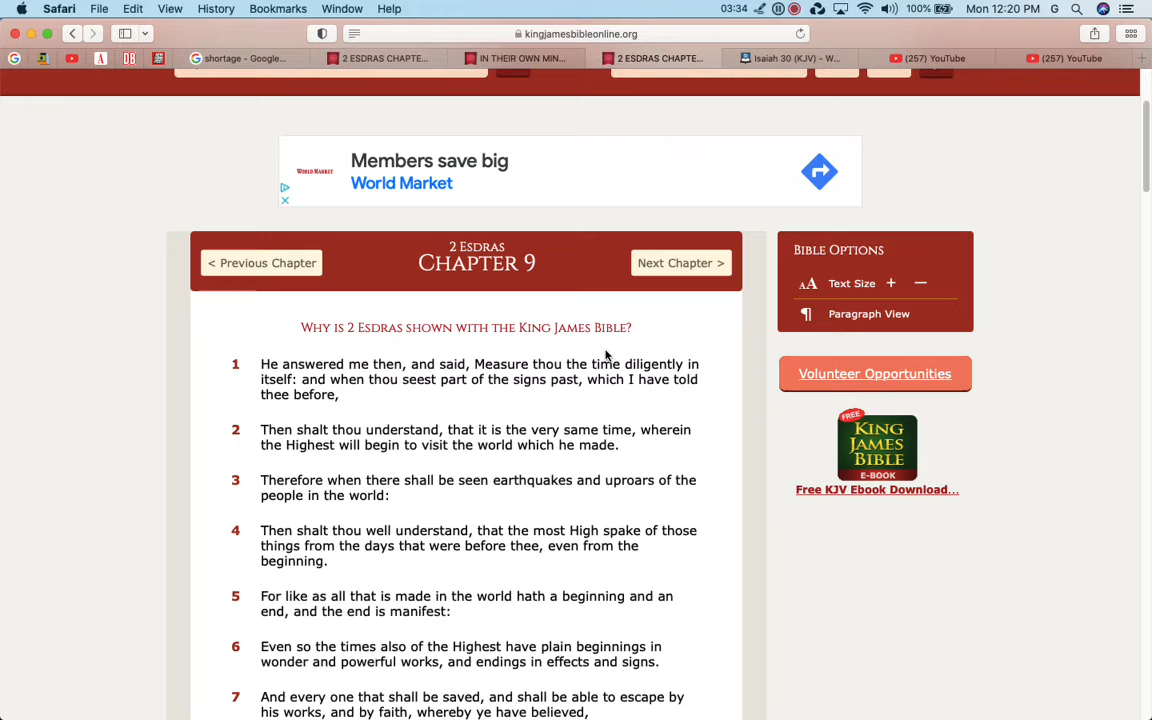 Safari File Edit View History Bookmarks Window Help 03:34 100% Mon 12:20 PM G
kingjamesbibleonline.org
shortage - Google... 2 ESDRAS CHAPTE... IN THEIR OWN MIN... 2 ESDRAS CHAPTE... Isaiah 30 (KJV) - W... (257) YouTube (257) YouTube
Members save big
WORLD MARKET
World Market
2 ESDRAS
< Previous Chapter CHAPTER 9 Next Chapter >
WHY IS 2 ESDRAS SHOWN WITH THE KING JAMES BIBLE?
1 He answered me then, and said, Measure thou the time diligently in
itself: and when thou seest part of the signs past, which I have told
thee before,
2 Then shalt thou understand, that it is the very same time, wherein
the Highest will begin to visit the world which he made.
3 Therefore when there shall be seen earthquakes and uproars of the
people in the world:
4 Then shalt thou well understand, that the most High spake of those
things from the days that were before thee, even from the
beginning.
5 For like as all that is made in the world hath a beginning and an
end, and the end is manifest:
6 Even so the times also of the Highest have plain beginnings in
wonder and powerful works, and endings in effects and signs.
7 And every one that shall be saved, and shall be able to escape by
his works, and by faith, whereby ye have believed,
BIBLE OPTIONS
AA Text Size + —
¶ Paragraph View
Volunteer Opportunities
FREE
KING
JAMES
BIBLE
E-BOOK
Free KJV Ebook Download...